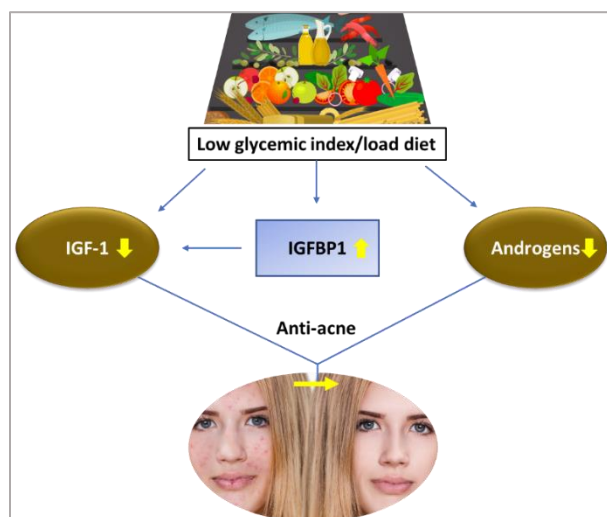 Low glycemic index/load diet
IGF-1
IGFBP1
Androgens
Anti-acne